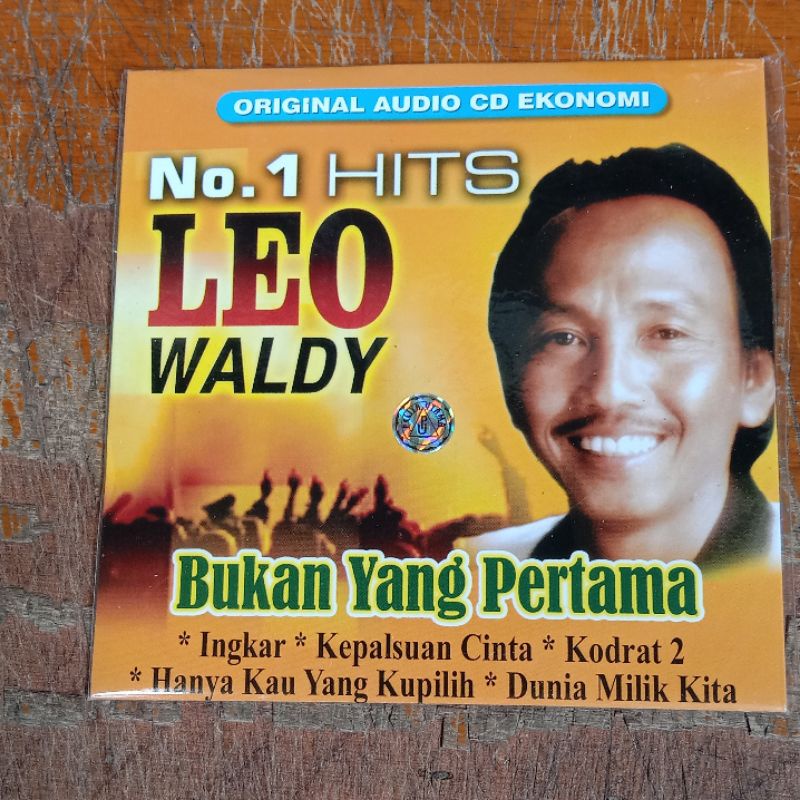 ORIGINAL AUDIO CD EKONOMI
No.1 HITS
LEO
WALDY
Bukan Yang Pertama
* Ingkar * Kepalsuan Cinta * Kodrat 2
* Hanya Kau Yang Kupilih * Dunia Milik Kita